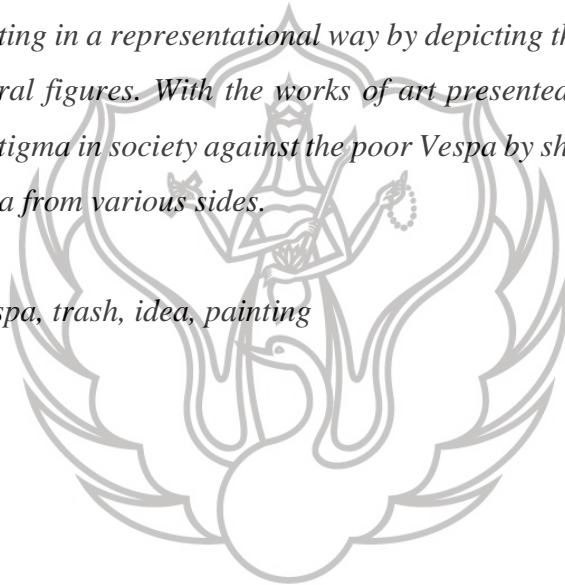 ting in a representational way by depicting th
ral figures. With the works of art presented
tigma in society against the poor Vespa by sh
a from various sides.
spa, trash, idea, painting